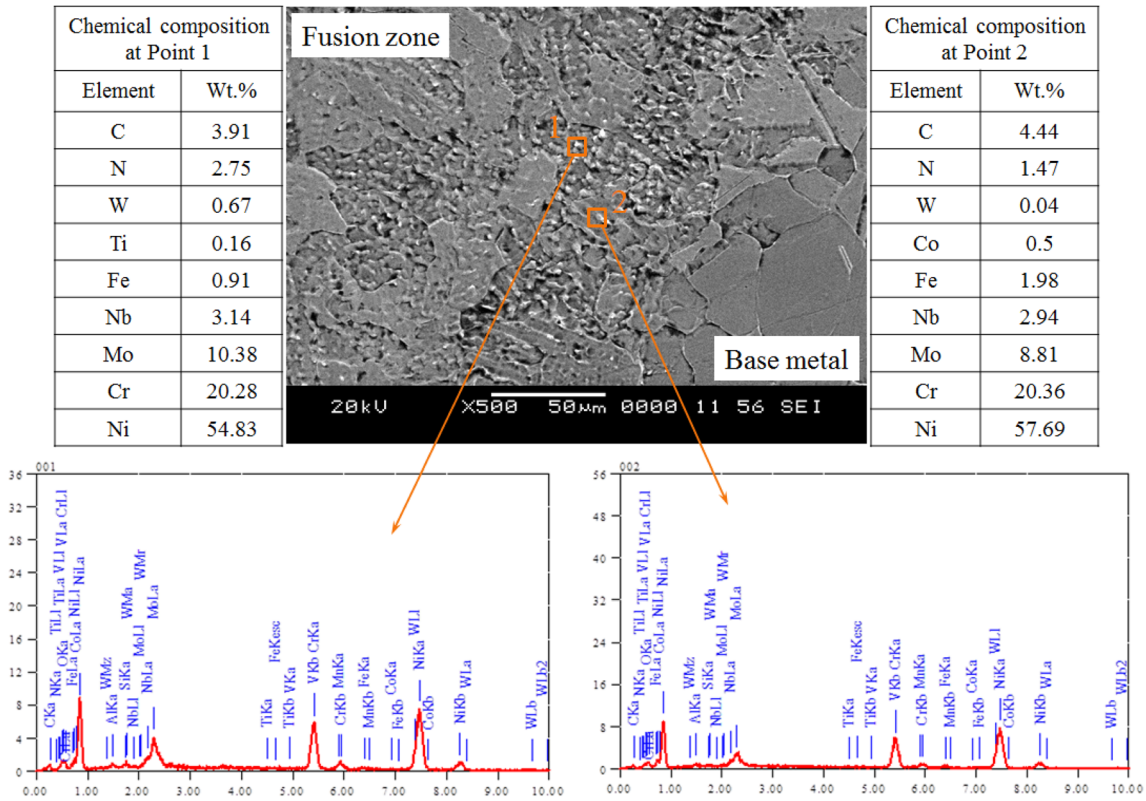 Chemical composition
at Point 1
Element Wt.%
C 3.91
N 2.75
W 0.67
Ti 0.16
Fe 0.91
Nb 3.14
Mo 10.38
Cr 20.28
Ni 54.83
Fusion zone
1
2
Base metal
20kV X500 50µm 0000 11 56 SEI
Chemical composition
at Point 2
Element Wt.%
C 4.44
N 1.47
W 0.04
Co 0.5
Fe 1.98
Nb 2.94
Mo 8.81
Cr 20.36
Ni 57.69
001
36
32
28
24
20
16
12
8
4
0
CKa
NKa
TiLl
OKa
TiLa
VLl
FeLa
VLa
NiLl
CoLa
CrLl
NiLa
WMz
AlKa
SiKa
WMa
NbLl
MoLl
NbLa
WMr
MoLa
TiKa
FeKesc
TiKb
VKa
VKb
CrKa
CrKb
MnKa
MnKb
FeKa
FeKb
CoKa
NiKa
WLl
CoKb
NiKb
WLa
WLb
WLb2
0.00 1.00 2.00 3.00 4.00 5.00 6.00 7.00 8.00 9.00 10.00
002
56
48
40
32
24
16
8
0
CKa
NKa
TiLl
OKa
TiLa
VLl
FeLa
VLa
NiLl
CoLa
CrLl
NiLa
WMz
AlKa
SiKa
WMa
NbLl
MoLl
NbLa
WMr
MoLa
TiKa
FeKesc
TiKb
VKa
VKb
CrKa
CrKb
MnKa
MnKb
FeKa
FeKb
CoKa
NiKa
WLl
CoKb
NiKb
WLa
WLb
WLb2
0.00 1.00 2.00 3.00 4.00 5.00 6.00 7.00 8.00 9.00 10.00